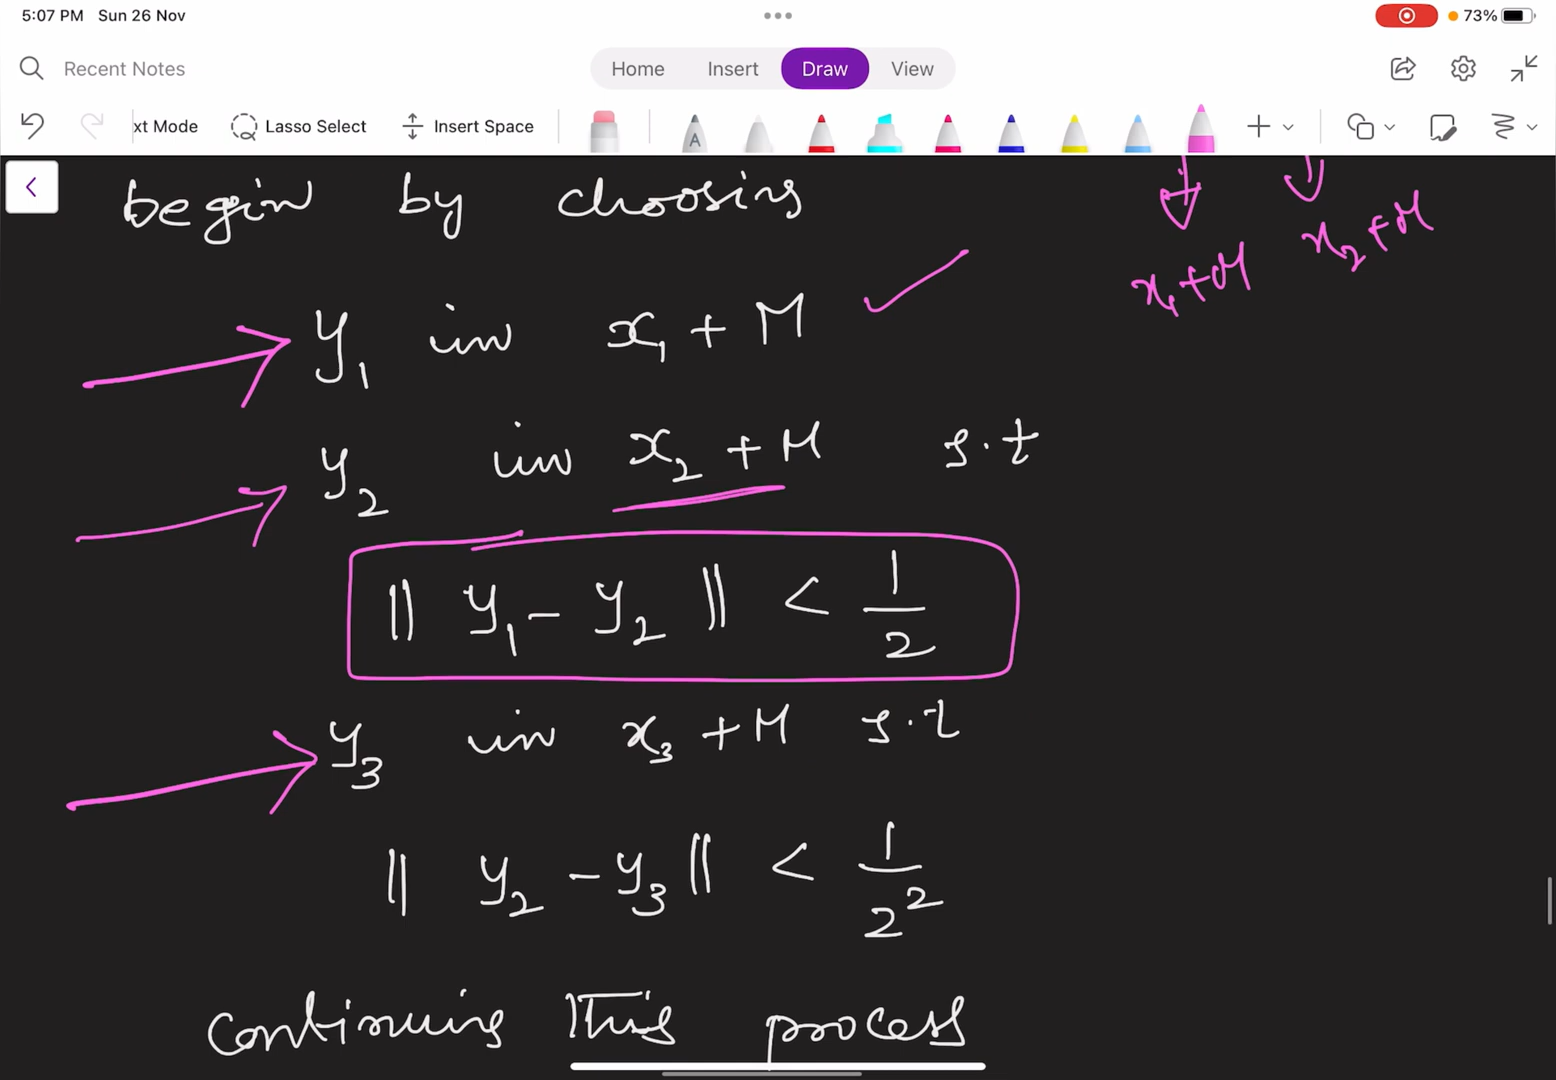 5:07 PM Sun 26 Nov
73%
Recent Notes
Home Insert Draw View
xt Mode Lasso Select Insert Space
A
begin by choosing
x₁+M x₂+M
y₁ in x₁ + M
y₂ in x₂ + M s.t
|| y₁ - y₂ || < 1/2
y₃ in x₃ + M s.t
|| y₂ - y₃ || < 1/2²
continuing this process